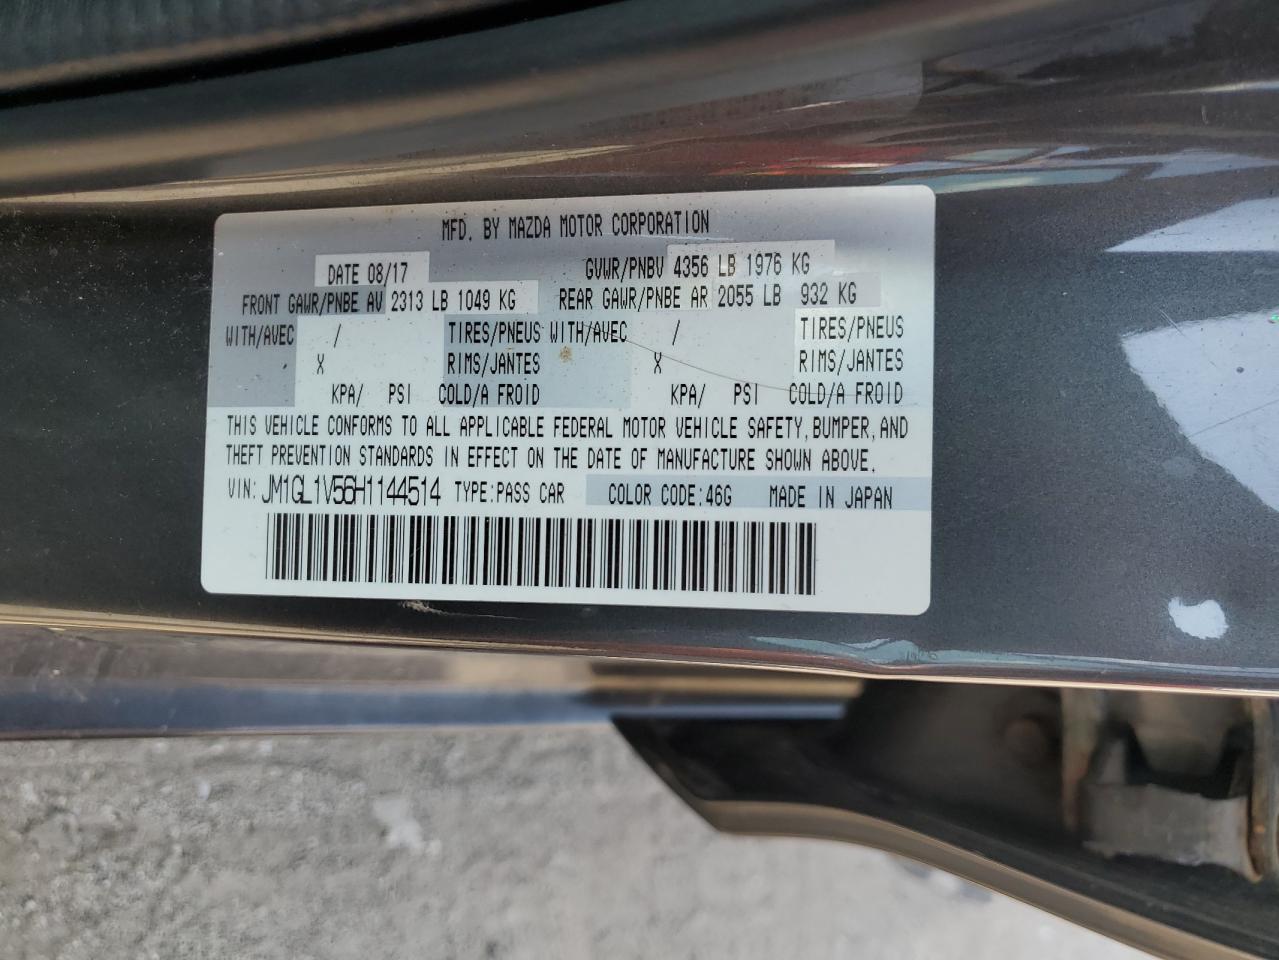 MFD. BY MAZDA MOTOR CORPORATION
DATE 08/17 GVWR/PNBV 4356 LB 1976 KG
FRONT GAWR/PNBE AV 2313 LB 1049 KG REAR GAWR/PNBE AR 2055 LB 932 KG
WITH/AVEC / TIRES/PNEUS WITH/AVEC / TIRES/PNEUS
X RIMS/JANTES X RIMS/JANTES
KPA/ PSI COLD/A FROID KPA/ PSI COLD/A FROID
THIS VEHICLE CONFORMS TO ALL APPLICABLE FEDERAL MOTOR VEHICLE SAFETY, BUMPER, AND
THEFT PREVENTION STANDARDS IN EFFECT ON THE DATE OF MANUFACTURE SHOWN ABOVE.
VIN: JM1GL1V56H1144514 TYPE:PASS CAR COLOR CODE:46G MADE IN JAPAN